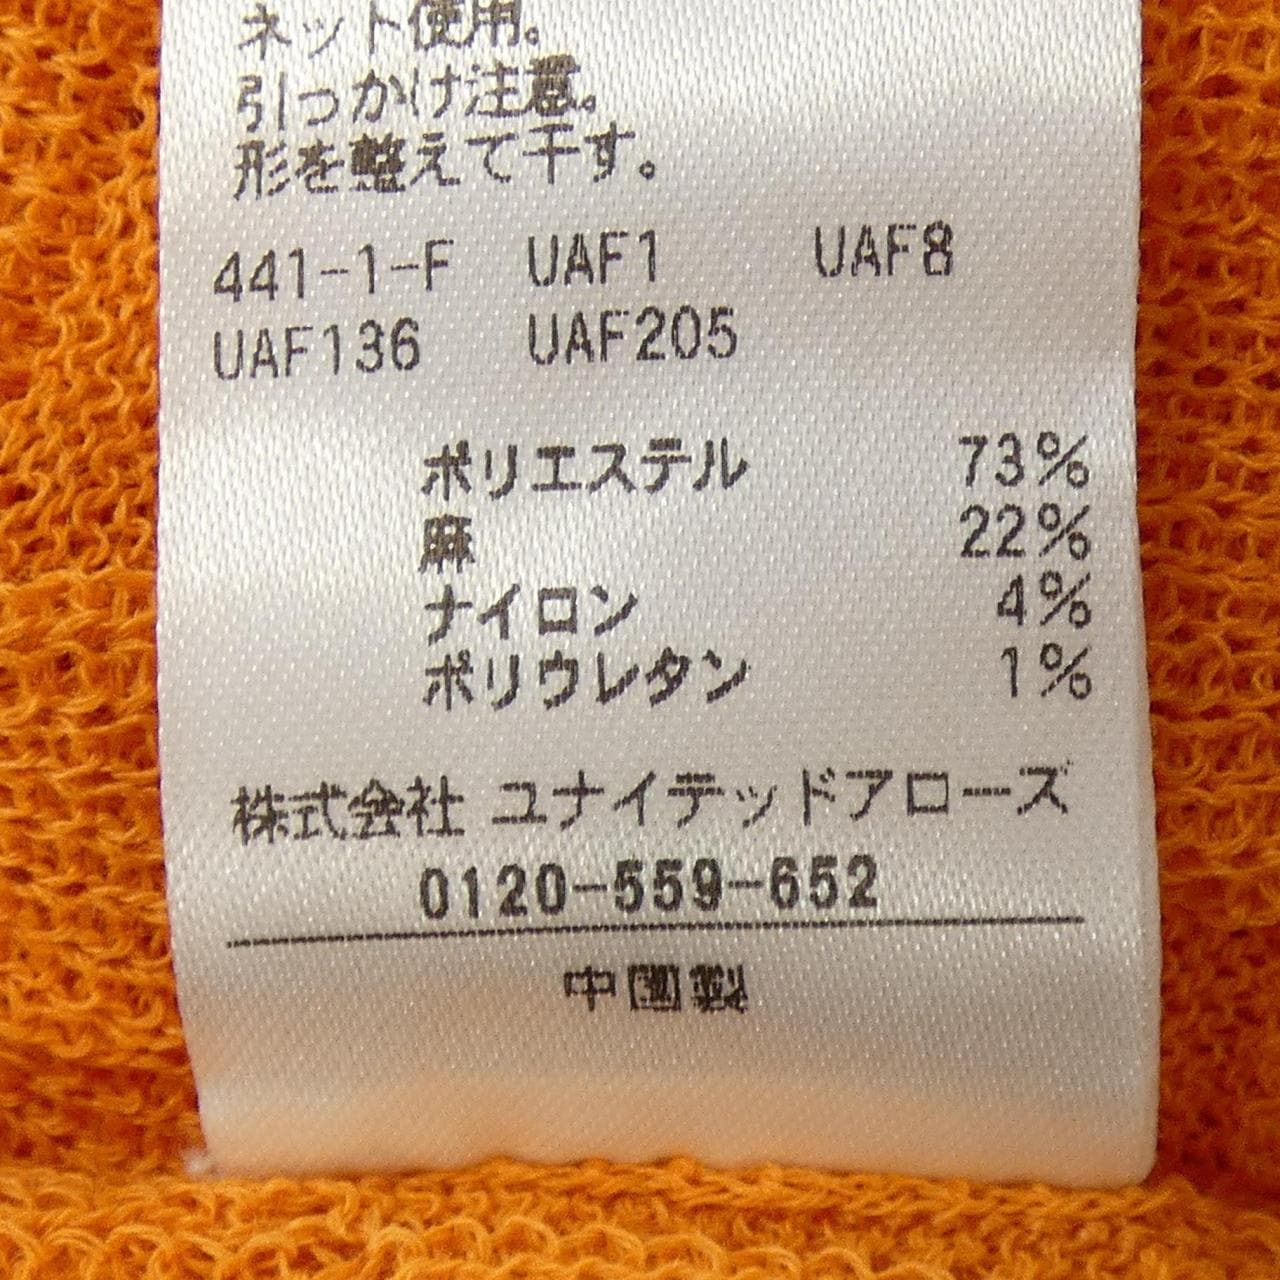 ネット使用。
引っかけ注意。
形を整えて干す。
441-1-F UAF1 UAF8
UAF136 UAF205
ポリエステル 73%
麻 22%
ナイロン 4%
ポリウレタン 1%
株式会社 ユナイテッドアローズ
0120-559-652
中国製